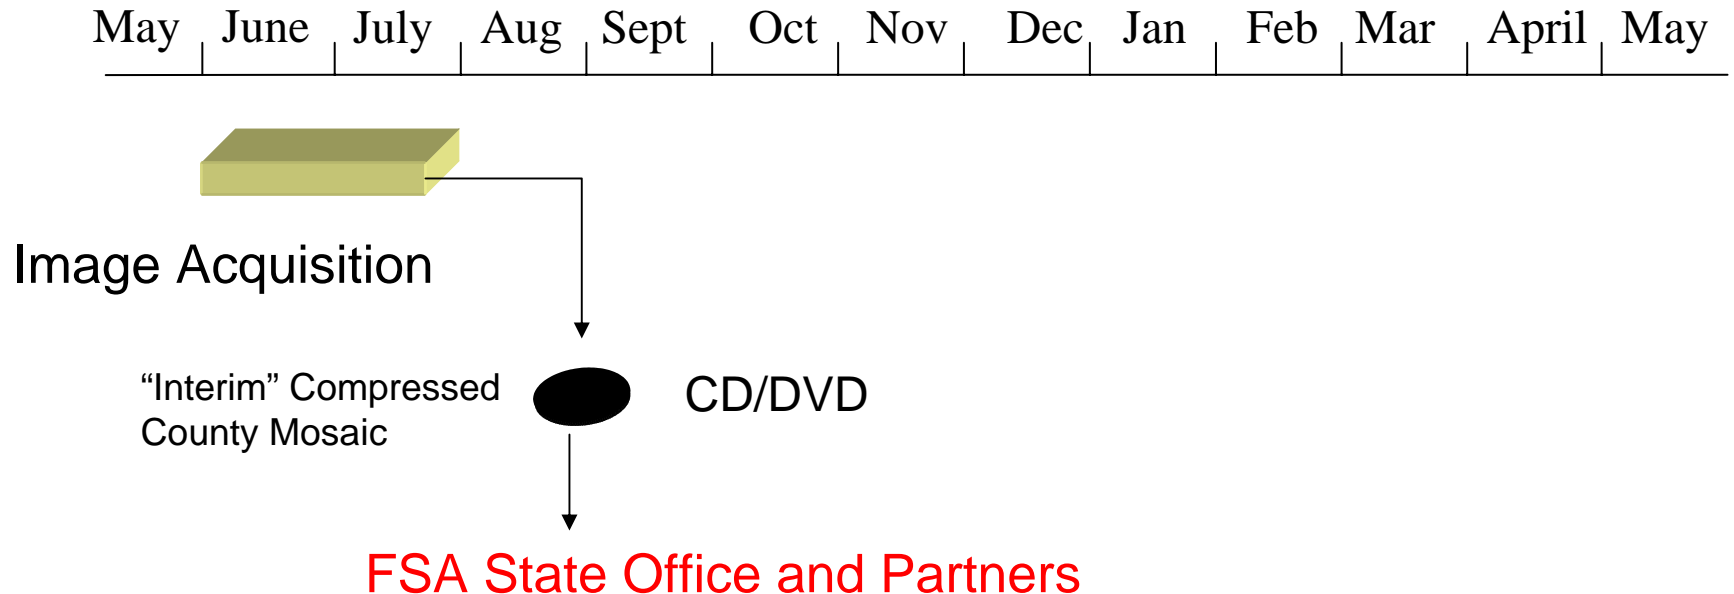 May June July Aug Sept Oct Nov Dec Jan Feb Mar April May
Image Acquisition
“Interim” Compressed
County Mosaic
CD/DVD
FSA State Office and Partners